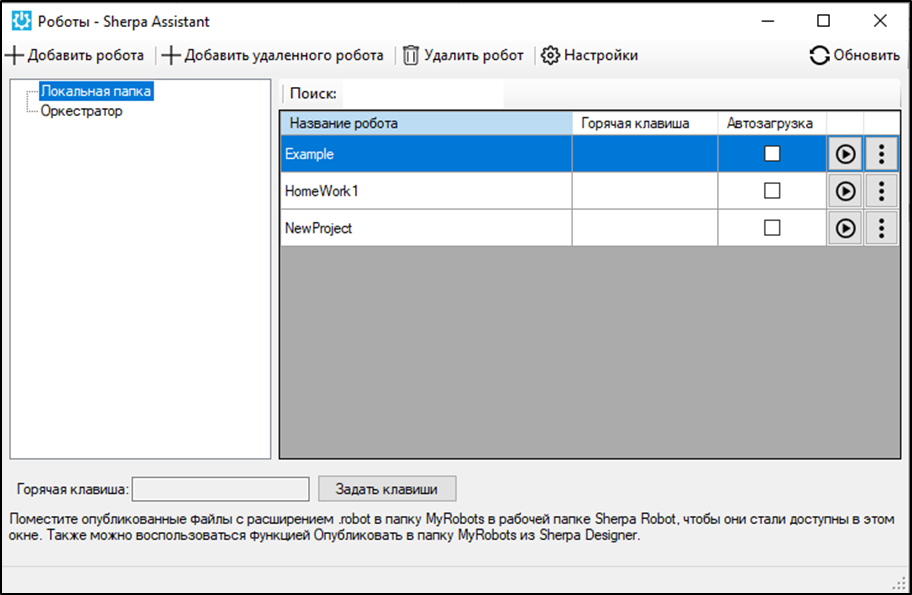 Роботы - Sherpa Assistant
Добавить робота Добавить удаленного робота Удалить робот Настройки Обновить
Локальная папка
Оркестратор
Поиск:
Название робота Горячая клавиша Автозагрузка
Example
HomeWork1
NewProject
Горячая клавиша: Задать клавиши
Поместите опубликованные файлы с расширением .robot в папку MyRobots в рабочей папке Sherpa Robot, чтобы они стали доступны в этом
окне. Также можно воспользоваться функцией Опубликовать в папку MyRobots из Sherpa Designer.